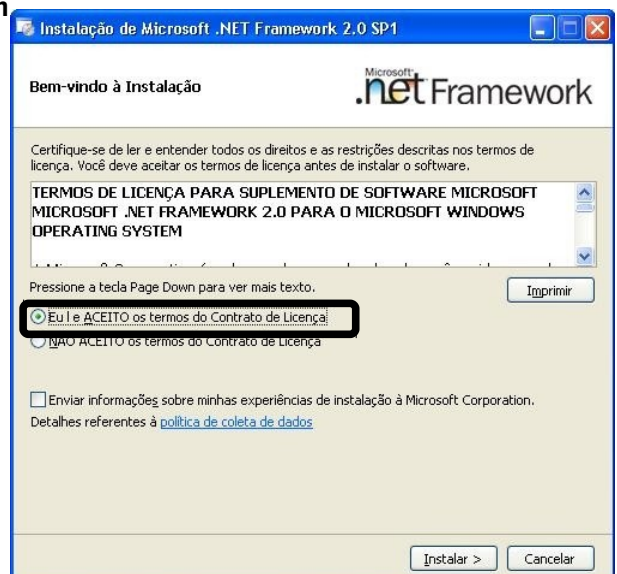 n
Instalação de Microsoft .NET Framework 2.0 SP1
Bem-vindo à Instalação
Microsoft
.net Framework
Certifique-se de ler e entender todos os direitos e as restrições descritas nos termos de
licença. Você deve aceitar os termos de licença antes de instalar o software.
TERMOS DE LICENÇA PARA SUPLEMENTO DE SOFTWARE MICROSOFT
MICROSOFT .NET FRAMEWORK 2.0 PARA O MICROSOFT WINDOWS
OPERATING SYSTEM
Pressione a tecla Page Down para ver mais texto.
Imprimir
Eu l e ACEITO os termos do Contrato de Licença
NÃO ACEITO os termos do Contrato de Licença
Enviar informações sobre minhas experiências de instalação à Microsoft Corporation.
Detalhes referentes à política de coleta de dados
Instalar >
Cancelar